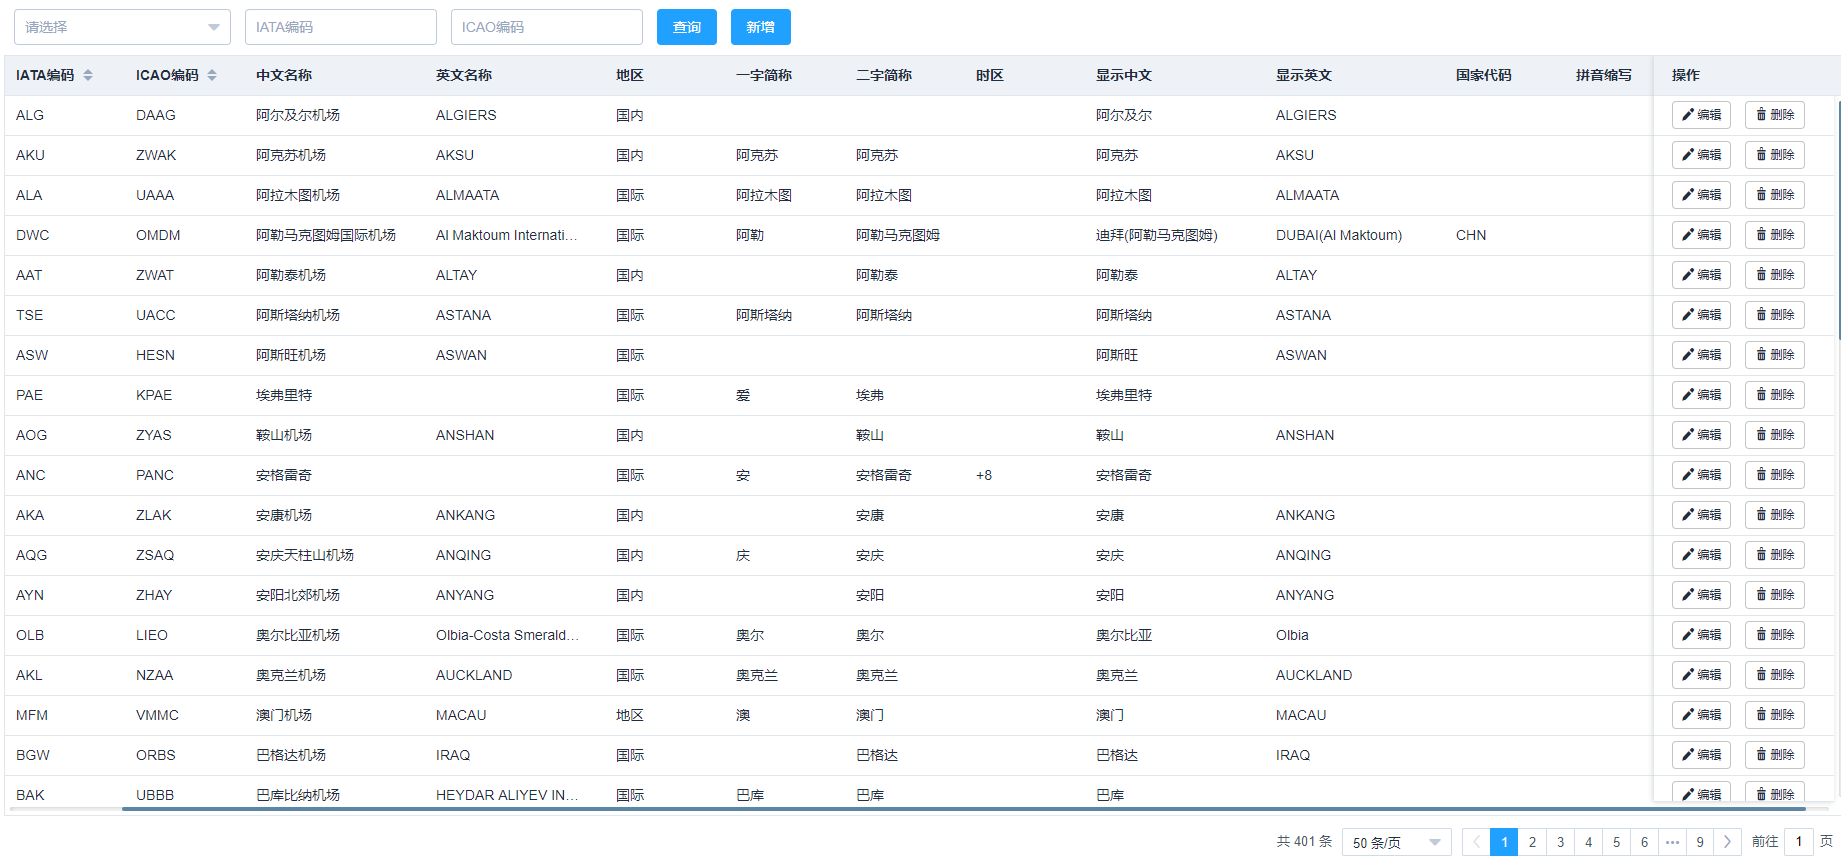 请选择 IATA编码 ICAO编码 查询 新增
IATA编码 ICAO编码 中文名称 英文名称 地区 一字简称 二字简称 时区 显示中文 显示英文 国家代码 拼音缩写 操作
ALG DAAG 阿尔及尔机场 ALGIERS 国内 阿尔及尔 ALGIERS 编辑 删除
AKU ZWAK 阿克苏机场 AKSU 国内 阿克苏 阿克苏 阿克苏 AKSU 编辑 删除
ALA UAAA 阿拉木图机场 ALMAATA 国际 阿拉木图 阿拉木图 阿拉木图 ALMAATA 编辑 删除
DWC OMDM 阿勒马克图姆国际机场 Al Maktoum Internati... 国际 阿勒 阿勒马克图姆 迪拜(阿勒马克图姆) DUBAI(Al Maktoum) CHN 编辑 删除
AAT ZWAT 阿勒泰机场 ALTAY 国内 阿勒泰 阿勒泰 ALTAY 编辑 删除
TSE UACC 阿斯塔纳机场 ASTANA 国际 阿斯塔纳 阿斯塔纳 阿斯塔纳 ASTANA 编辑 删除
ASW HESN 阿斯旺机场 ASWAN 国际 阿斯旺 ASWAN 编辑 删除
PAE KPAE 埃弗里特 国际 爱 埃弗 埃弗里特 编辑 删除
AOG ZYAS 鞍山机场 ANSHAN 国内 鞍山 鞍山 ANSHAN 编辑 删除
ANC PANC 安格雷奇 国际 安 安格雷奇 +8 安格雷奇 编辑 删除
AKA ZLAK 安康机场 ANKANG 国内 安康 安康 ANKANG 编辑 删除
AQG ZSAQ 安庆天柱山机场 ANQING 国内 庆 安庆 安庆 ANQING 编辑 删除
AYN ZHAY 安阳北郊机场 ANYANG 国内 安阳 安阳 ANYANG 编辑 删除
OLB LIEO 奥尔比亚机场 Olbia-Costa Smerald... 国际 奥尔 奥尔 奥尔比亚 Olbia 编辑 删除
AKL NZAA 奥克兰机场 AUCKLAND 国际 奥克兰 奥克兰 奥克兰 AUCKLAND 编辑 删除
MFM VMMC 澳门机场 MACAU 地区 澳 澳门 澳门 MACAU 编辑 删除
BGW ORBS 巴格达机场 IRAQ 国际 巴格达 巴格达 IRAQ 编辑 删除
BAK UBBB 巴库比纳机场 HEYDAR ALIYEV IN... 国际 巴库 巴库 巴库 编辑 删除
共 401 条 50 条/页 1 2 3 4 5 6 ••• 9 前往 1 页